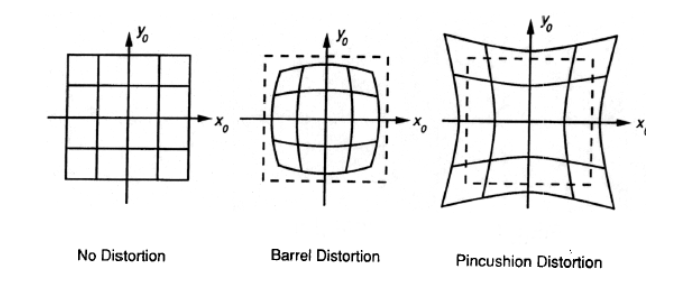 y₀ y₀ y₀
x₀ x₀ x
No Distortion Barrel Distortion Pincushion Distortion